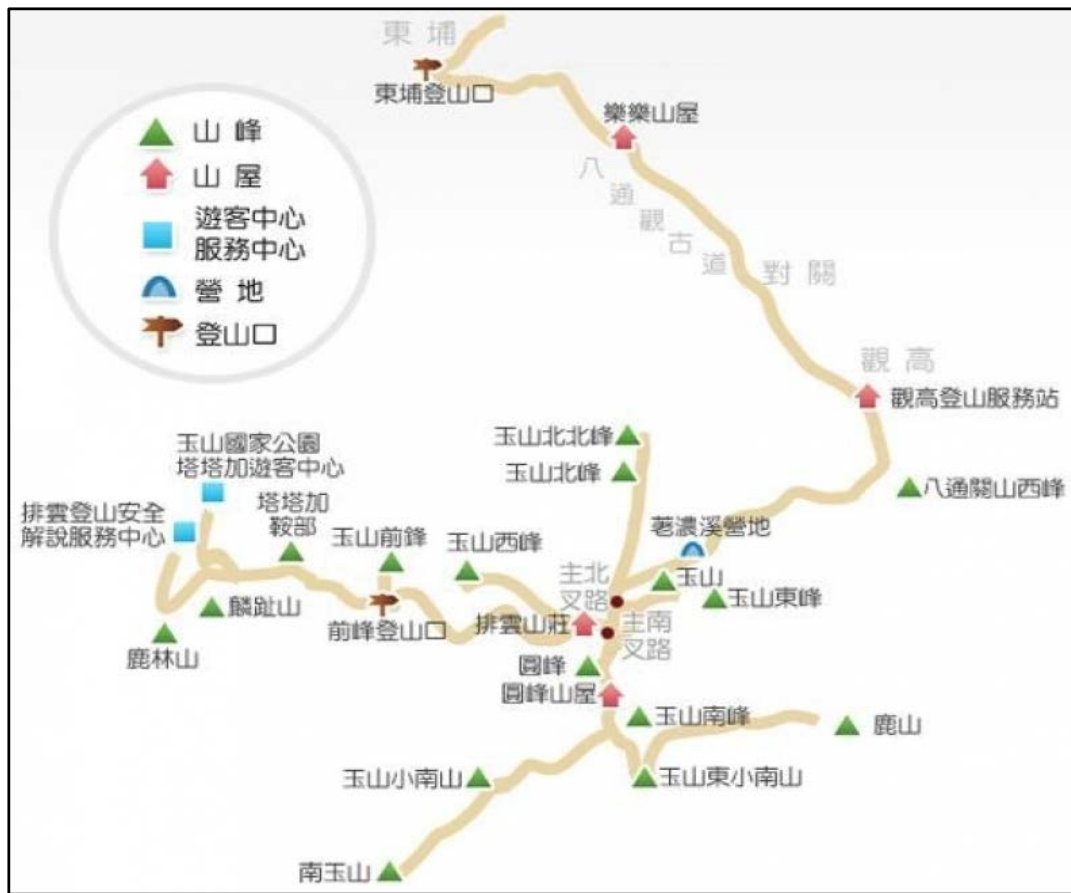 東埔
東埔登山口
樂樂山屋
山峰
山屋
遊客中心
服務中心
營地
登山口
八通觀古道
對關
觀高
觀高登山服務站
玉山北北峰
玉山北峰
八通關山西峰
玉山國家公園
塔塔加遊客中心
排雲登山安全
解說服務中心
塔塔加
鞍部
玉山前鋒
玉山西峰
荖濃溪營地
主北
叉路
玉山
玉山東峰
麟趾山
前峰登山口
排雲山莊
主南
叉路
鹿林山
圓峰
圓峰山屋
玉山南峰
鹿山
玉山小南山
玉山東小南山
南玉山